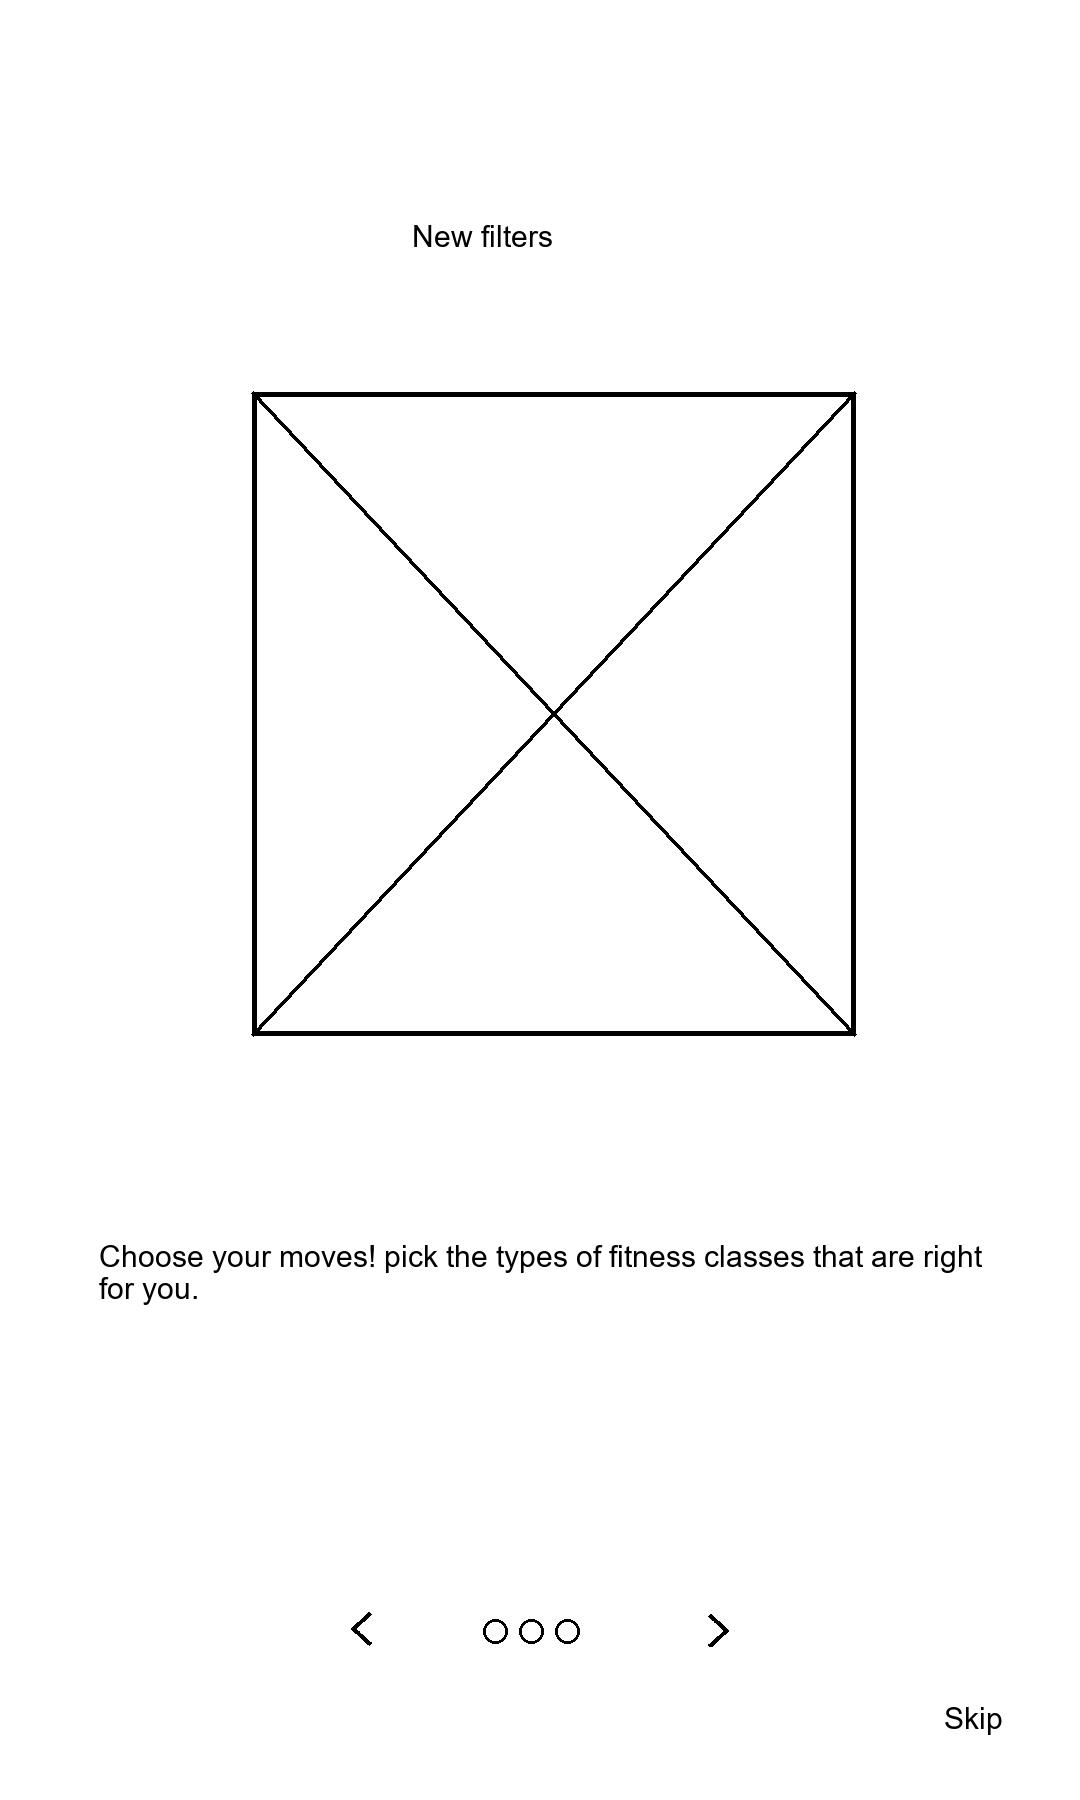 New filters
Choose your moves! pick the types of fitness classes that are right
for you.
Skip